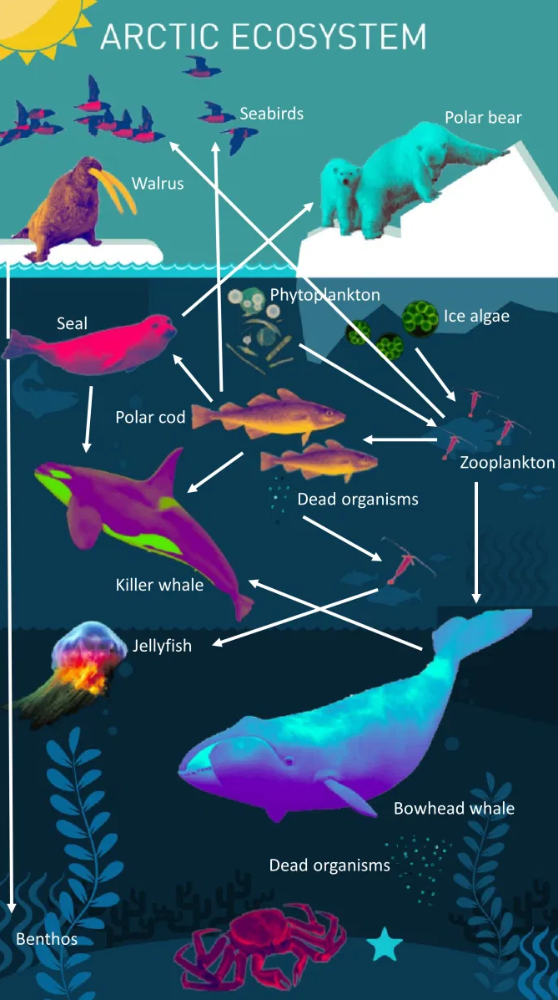 ARCTIC ECOSYSTEM
Seabirds
Polar bear
Walrus
Phytoplankton
Ice algae
Seal
Polar cod
Zooplankton
Dead organisms
Killer whale
Jellyfish
Bowhead whale
Dead organisms
Benthos